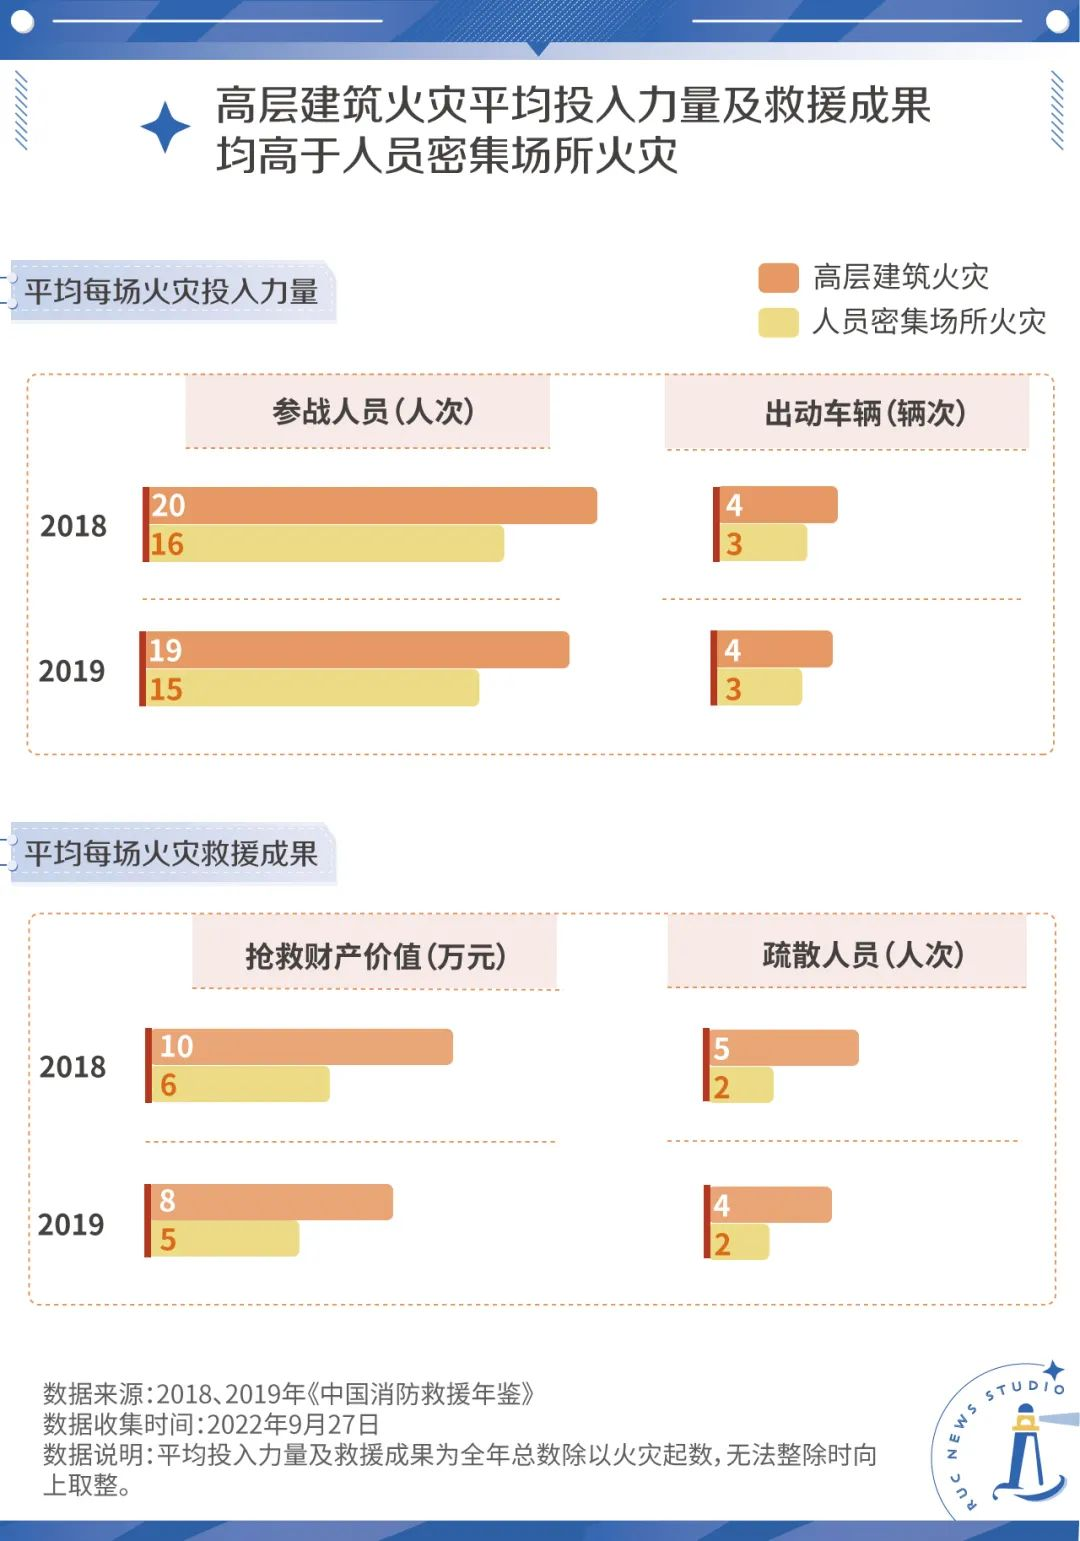 高层建筑火灾平均投入力量及救援成果
均高于人员密集场所火灾
平均每场火灾投入力量
高层建筑火灾
人员密集场所火灾
参战人员（人次）
出动车辆（辆次）
2018
20
16
4
3
2019
19
15
4
3
平均每场火灾救援成果
抢救财产价值（万元）
疏散人员（人次）
2018
10
6
5
2
2019
8
5
4
2
数据来源：2018、2019年《中国消防救援年鉴》
数据收集时间：2022年9月27日
数据说明：平均投入力量及救援成果为全年总数除以火灾起数，无法整除时向
上取整。
RUC NEWS STUDIO